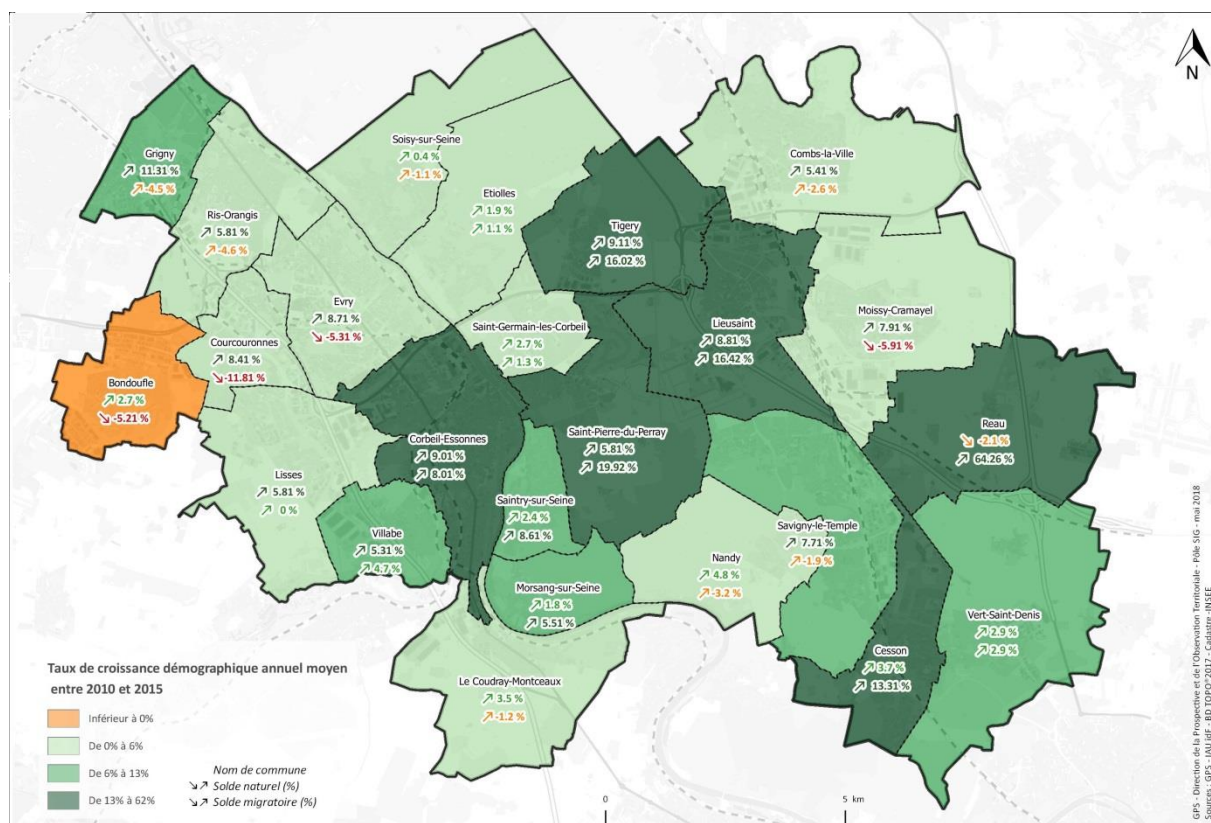 N
Grigny
↗ 11.31 %
↗ -4.5 %
Ris-Orangis
↗ 5.81 %
↗ -4.6 %
Soisy-sur-Seine
↗ 0.4 %
↗ -1.1 %
Etiolles
↗ 1.9 %
↗ 1.1 %
Combs-la-Ville
↗ 5.41 %
↗ -2.6 %
Tigery
↗ 9.11 %
↗ 16.02 %
Evry
↗ 8.71 %
↘ -5.31 %
Courcouronnes
↗ 8.41 %
↘ -11.81 %
Saint-Germain-les-Corbeil
↗ 2.7 %
↗ 1.3 %
Lieusaint
↗ 8.81 %
↗ 16.42 %
Moissy-Cramayel
↗ 7.91 %
↘ -5.91 %
Bondoufle
↗ 2.7 %
↘ -5.21 %
Corbeil-Essonnes
↗ 9.01 %
↗ 8.01 %
Saint-Pierre-du-Perray
↗ 5.81 %
↗ 19.92 %
Reau
↘ -2.1 %
↗ 64.26 %
Lisses
↗ 5.81 %
↗ 0 %
Saintry-sur-Seine
↗ 2.4 %
↗ 8.61 %
Villabe
↗ 5.31 %
↗ 4.7 %
Savigny-le-Temple
↗ 7.71 %
↗ -1.9 %
Nandy
↗ 4.8 %
↗ -3.2 %
Morsang-sur-Seine
↗ 1.8 %
↗ 5.51 %
Vert-Saint-Denis
↗ 2.9 %
↗ 2.9 %
Cesson
↗ 3.7 %
↗ 13.31 %
Le Coudray-Montceaux
↗ 3.5 %
↗ -1.2 %
Taux de croissance démographique annuel moyen
entre 2010 et 2015
Inférieur à 0%
De 0% à 6%
De 6% à 13%
De 13% à 62%
Nom de commune
↘↗ Solde naturel (%)
↘↗ Solde migratoire (%)
0
5 km
GPS - Direction de la Prospective et de l'Observation Territoriale - Pôle SIG - mai 2018
Sources : GPS - IAU îdF - BD TOPO®2017 - Cadastre -INSEE